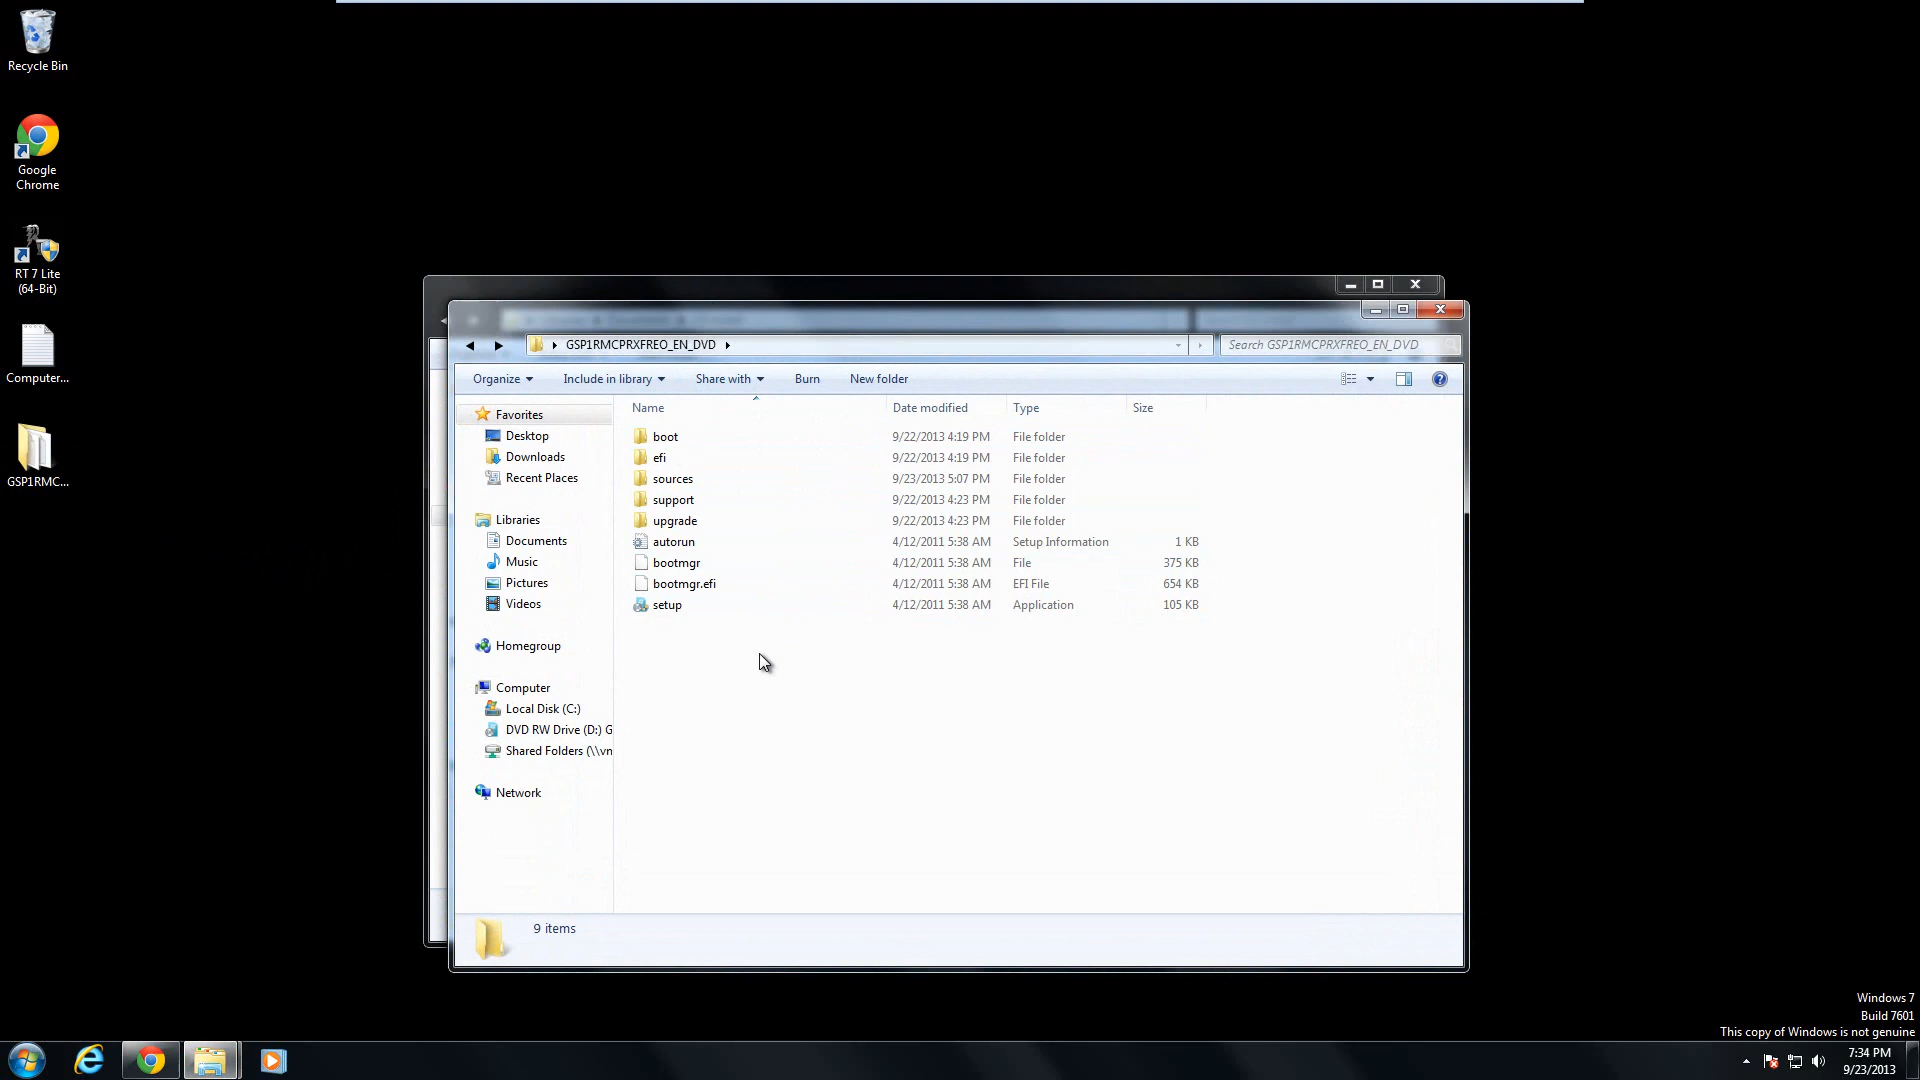 Recycle Bin
Google
Chrome
RT 7 Lite
(64-Bit)
Computer...
GSP1RMC...
GSP1RMCPRXFREO_EN_DVD
Search GSP1RMCPRXFREO_EN_DVD
Organize
Include in library
Share with
Burn
New folder
Favorites
Desktop
Downloads
Recent Places
Libraries
Documents
Music
Pictures
Videos
Homegroup
Computer
Local Disk (C:)
DVD RW Drive (D:) G
Shared Folders (\\vn
Network
Name Date modified Type Size
boot 9/22/2013 4:19 PM File folder
efi 9/22/2013 4:19 PM File folder
sources 9/23/2013 5:07 PM File folder
support 9/22/2013 4:23 PM File folder
upgrade 9/22/2013 4:23 PM File folder
autorun 4/12/2011 5:38 AM Setup Information 1 KB
bootmgr 4/12/2011 5:38 AM File 375 KB
bootmgr.efi 4/12/2011 5:38 AM EFI File 654 KB
setup 4/12/2011 5:38 AM Application 105 KB
9 items
Windows 7
Build 7601
This copy of Windows is not genuine
7:34 PM
9/23/2013